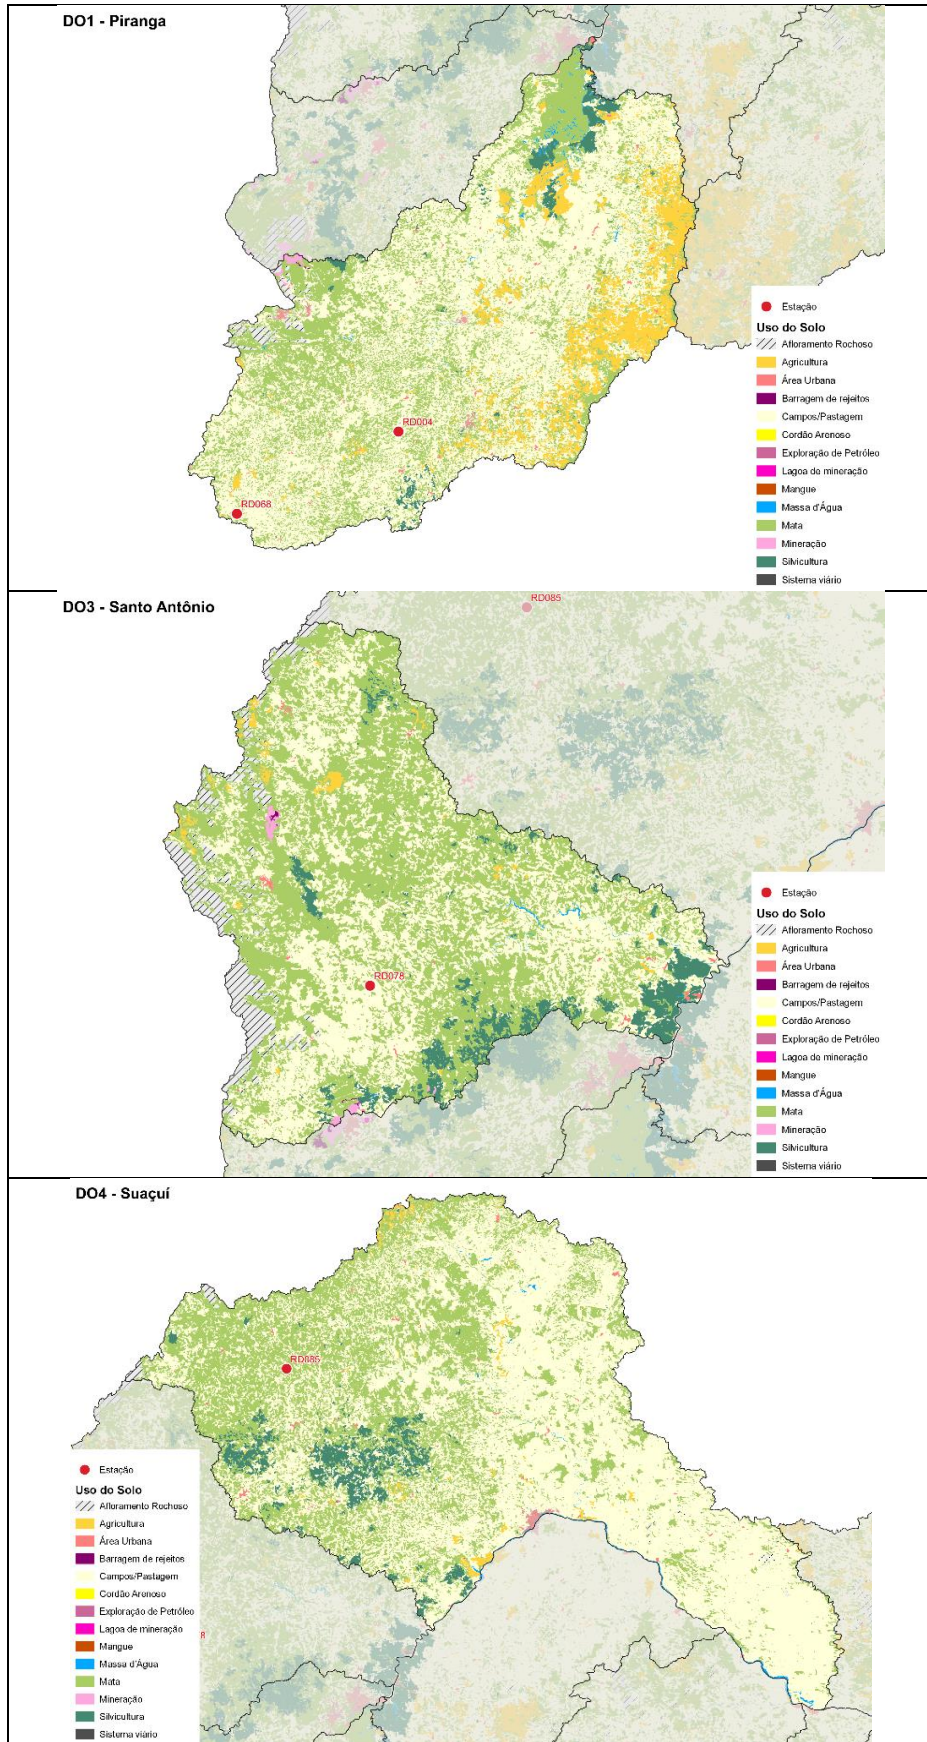 DO1 - Piranga
RD004
RD068
Estação
Uso do Solo
Afloramento Rochoso
Agricultura
Área Urbana
Barragem de rejeitos
Campos/Pastagem
Cordão Arenoso
Exploração de Petróleo
Lagoa de mineração
Mangue
Massa d'Água
Mata
Mineração
Silvicultura
Sistema viário
DO3 - Santo Antônio
RD085
RD078
Estação
Uso do Solo
Afloramento Rochoso
Agricultura
Área Urbana
Barragem de rejeitos
Campos/Pastagem
Cordão Arenoso
Exploração de Petróleo
Lagoa de mineração
Mangue
Massa d'Água
Mata
Mineração
Silvicultura
Sistema viário
DO4 - Suaçuí
RD085
Estação
Uso do Solo
Afloramento Rochoso
Agricultura
Área Urbana
Barragem de rejeitos
Campos/Pastagem
Cordão Arenoso
Exploração de Petróleo
Lagoa de mineração
Mangue
Massa d'Água
Mata
Mineração
Silvicultura
Sistema viário